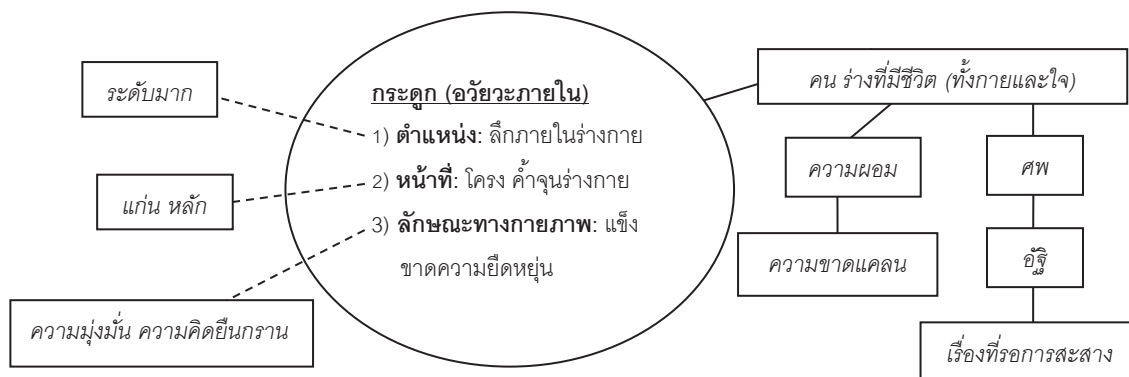 ระดับมาก
แก่น หลัก
ความมุ่งมั่น ความคิดยืนกราน
กระดูก (อวัยวะภายใน)
1) ตำแหน่ง: ลึกภายในร่างกาย
2) หน้าที่: โครง ค้ำจุนร่างกาย
3) ลักษณะทางกายภาพ: แข็ง
ขาดความยืดหยุ่น
คน ร่างที่มีชีวิต (ทั้งกายและใจ)
ความผอม
ศพ
ความขาดแคลน
อัฐิ
เรื่องที่รอการสะสาง